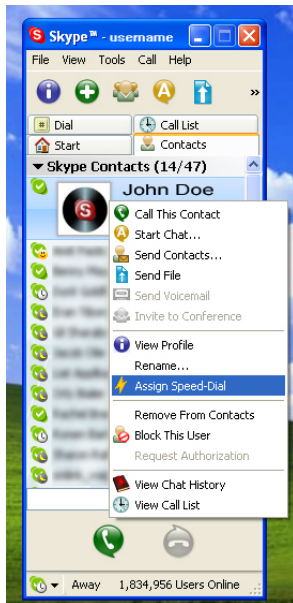 Skype™ - username
File View Tools Call Help
Dial Call List
Start Contacts
Skype Contacts (14/47)
John Doe
Call This Contact
Start Chat...
Send Contacts...
Send File
Send Voicemail
Invite to Conference
View Profile
Rename...
Assign Speed-Dial
Remove From Contacts
Block This User
Request Authorization
View Chat History
View Call List
Away 1,834,956 Users Online